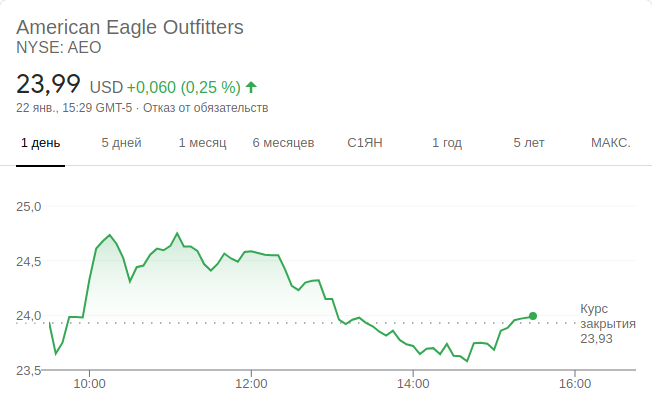 American Eagle Outfitters
NYSE: AEO
23,99 USD +0,060 (0,25 %)
22 янв., 15:29 GMT-5 · Отказ от обязательств
1 день 5 дней 1 месяц 6 месяцев С1ЯН 1 год 5 лет МАКС.
25,0
24,5
24,0
23,5
Курс
закрытия
23,93
10:00 12:00 14:00 16:00